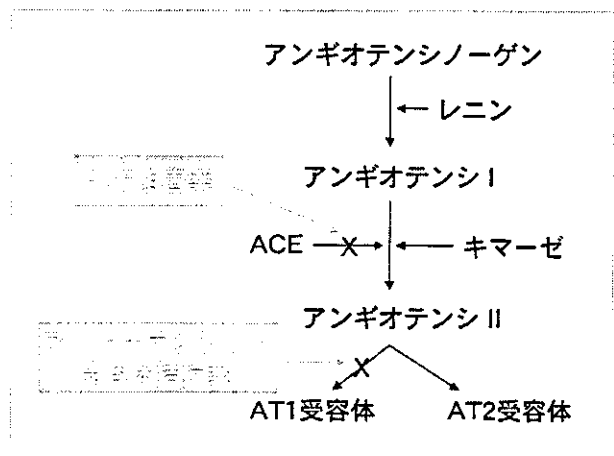 アンギオテンシノーゲン
レニン
アンギオテンシ I
ACE
X
キマーゼ
アンギオテンシ II
X
AT1受容体
AT2受容体